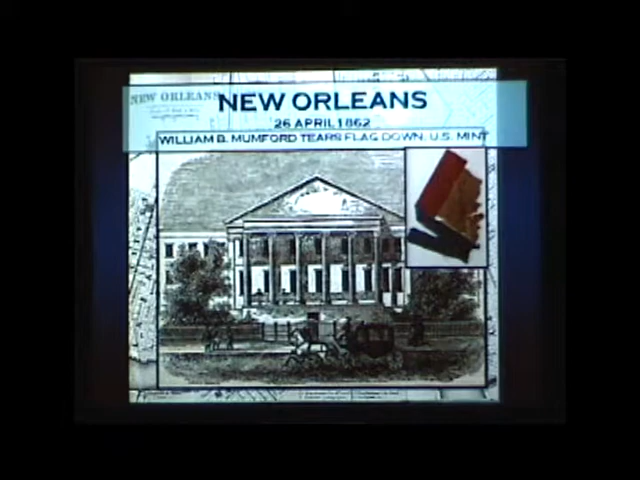 NEW ORLEANS
NEW ORLEANS
26 APRIL 1862
WILLIAM B. MUMFORD TEARS FLAG DOWN, U.S. MINT